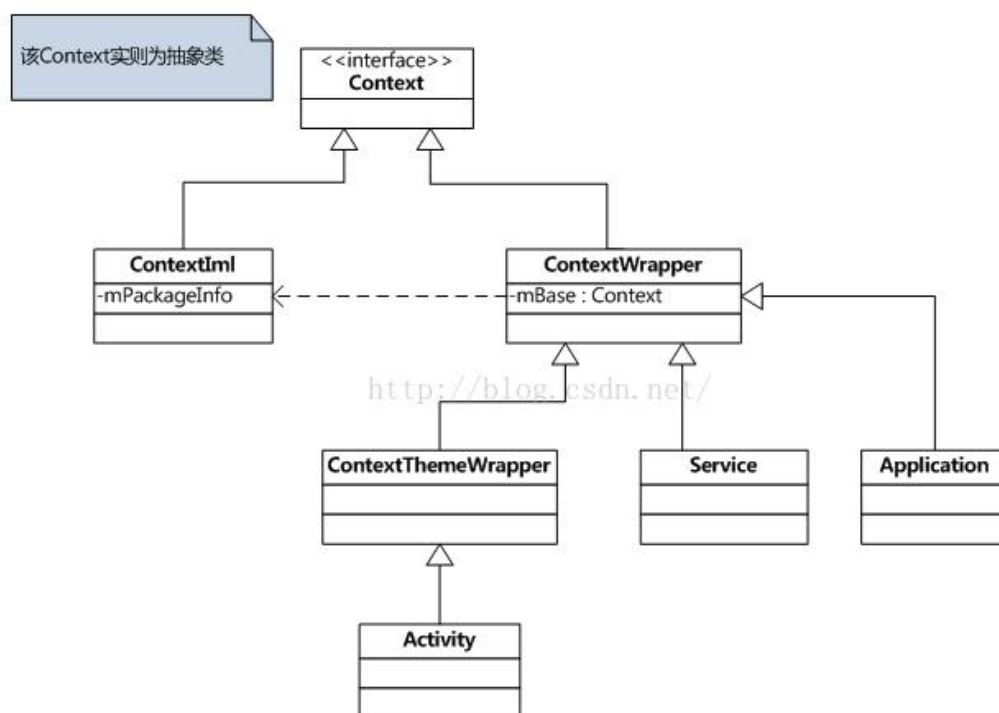 该Context实则为抽象类
<<interface>>
Context
ContextIml
-mPackageInfo
ContextWrapper
-mBase : Context
http://blog.csdn.net/
ContextThemeWrapper
Service
Application
Activity